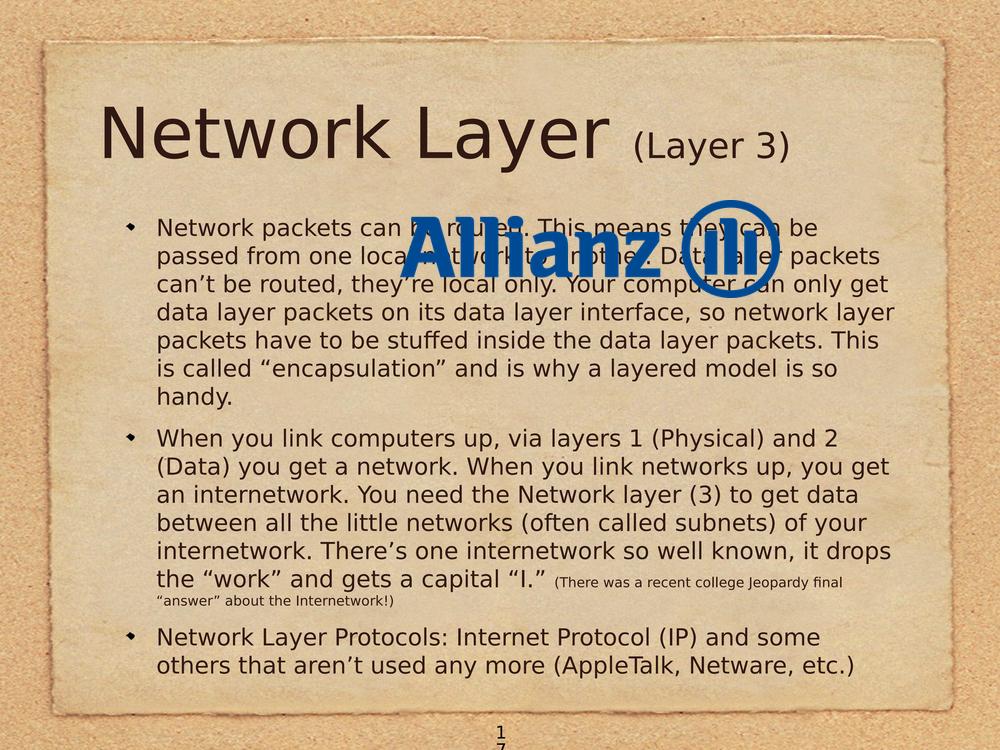 Network Layer (Layer 3)
Network packets can be routed. This means they can be
Allianz
passed from one local network to another. Data layer packets
can’t be routed, they’re local only. Your computer can only get
data layer packets on its data layer interface, so network layer
packets have to be stuffed inside the data layer packets. This
is called “encapsulation” and is why a layered model is so
handy.
When you link computers up, via layers 1 (Physical) and 2
(Data) you get a network. When you link networks up, you get
an internetwork. You need the Network layer (3) to get data
between all the little networks (often called subnets) of your
internetwork. There’s one internetwork so well known, it drops
the “work” and gets a capital “I.” (There was a recent college Jeopardy final
“answer” about the Internetwork!)
Network Layer Protocols: Internet Protocol (IP) and some
others that aren’t used any more (AppleTalk, Netware, etc.)
1
7